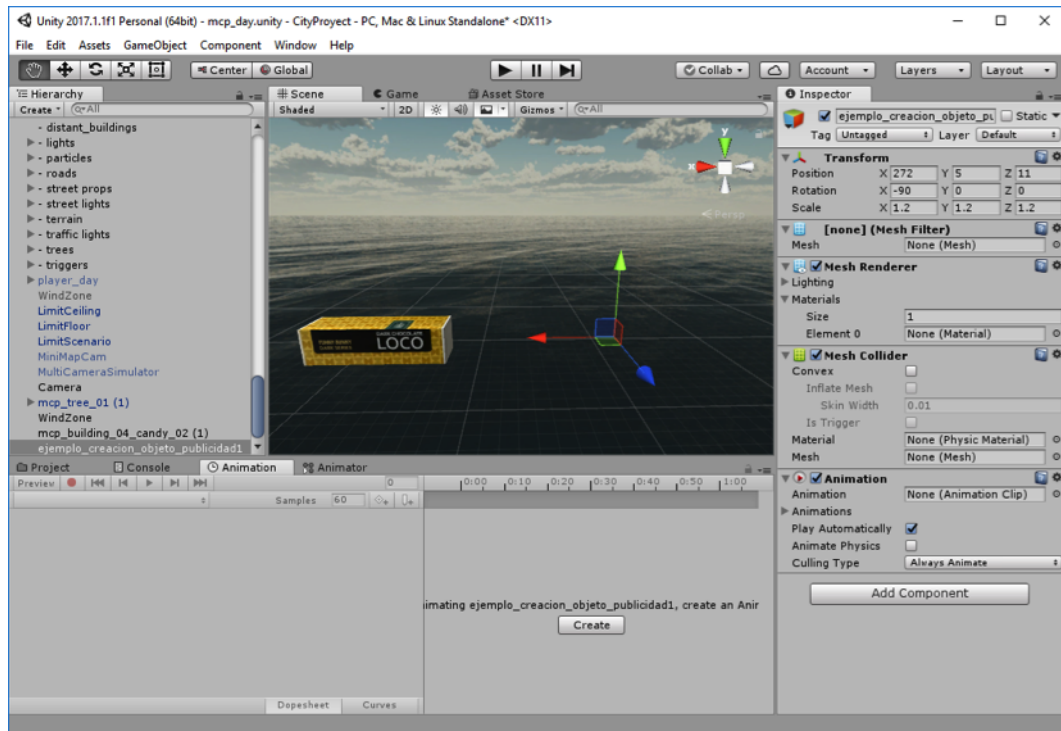 Unity 2017.1.1f1 Personal (64bit) - mcp_day.unity - CityProyect - PC, Mac & Linux Standalone* <DX11>
File Edit Assets GameObject Component Window Help
Center Global Collab Account Layers Layout
Hierarchy
Create All
- distant_buildings
- lights
- particles
- roads
- street props
- street lights
- terrain
- traffic lights
- trees
- triggers
player_day
WindZone
LimitCeiling
LimitFloor
LimitScenario
MiniMapCam
MultiCameraSimulator
Camera
mcp_tree_01 (1)
WindZone
mcp_building_04_candy_02 (1)
ejemplo_creacion_objeto_publicidad1
Scene Game Asset Store
Shaded 2D Gizmos All
y
x
Persp
DARK CHOCLATE
LOCO
Project Console Animation Animator
Preview 0 0:00 0:10 0:20 0:30 0:40 0:50 1:00
Samples 60
imating ejemplo_creacion_objeto_publicidad1, create an Anir
Create
Dopesheet Curves
Inspector
ejemplo_creacion_objeto_pu Static
Tag Untagged Layer Default
Transform
Position X 272 Y 5 Z 11
Rotation X -90 Y 0 Z 0
Scale X 1.2 Y 1.2 Z 1.2
[none] (Mesh Filter)
Mesh None (Mesh)
Mesh Renderer
Lighting
Materials
Size 1
Element 0 None (Material)
Mesh Collider
Convex
Inflate Mesh
Skin Width 0.01
Is Trigger
Material None (Physic Material)
Mesh None (Mesh)
Animation
Animation None (Animation Clip)
Animations
Play Automatically
Animate Physics
Culling Type Always Animate
Add Component